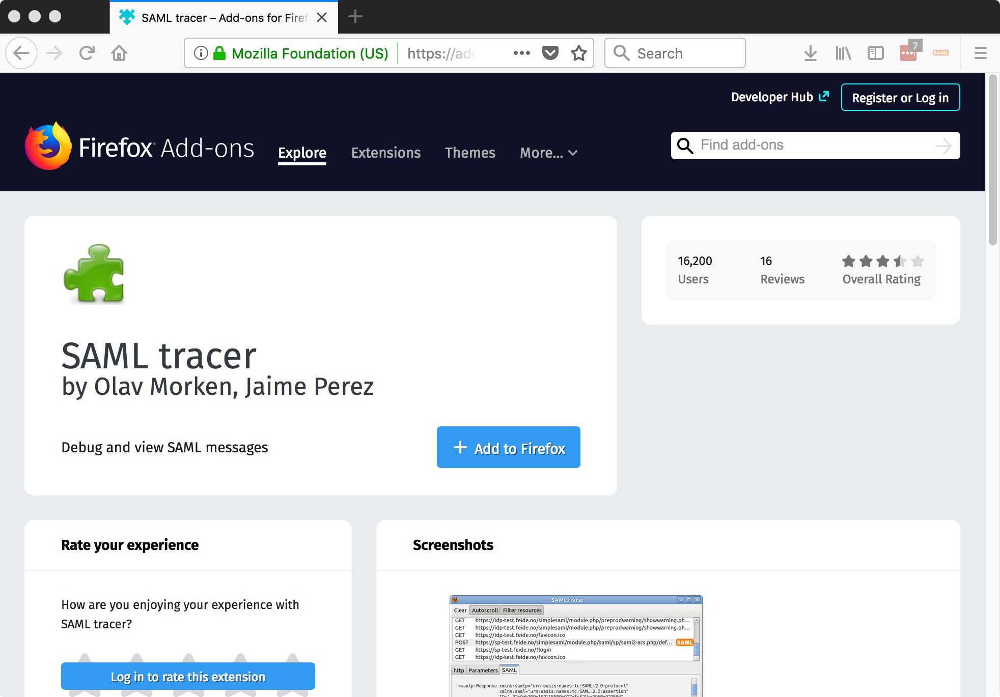 SAML tracer – Add-ons for Firef
Mozilla Foundation (US) https://add
Search
7
SAML
Developer Hub
Register or Log in
Firefox Add-ons
Explore
Extensions
Themes
More...
Find add-ons
SAML tracer
by Olav Morken, Jaime Perez
Debug and view SAML messages
Add to Firefox
16,200
Users
16
Reviews
Overall Rating
Rate your experience
How are you enjoying your experience with
SAML tracer?
Log in to rate this extension
Screenshots
SAML tracer
Clear Autoscroll Filter resources
GET https://idp-test.feide.no/simplesaml/module.php/preprodwarning/showwarning.ph...
GET https://idp-test.feide.no/simplesaml/module.php/preprodwarning/showwarning.ph...
GET https://idp-test.feide.no/favicon.ico
POST https://sp-test.feide.no/simplesaml/module.php/saml/sp/saml2-acs.php/def... SAML
GET https://sp-test.feide.no/?login
GET https://idp-test.feide.no/favicon.ico
http Parameters SAML
<samlp:Response xmlns:samlp="urn:oasis:names:tc:SAML:2.0:protocol"
xmlns:saml="urn:oasis:names:tc:SAML:2.0:assertion"